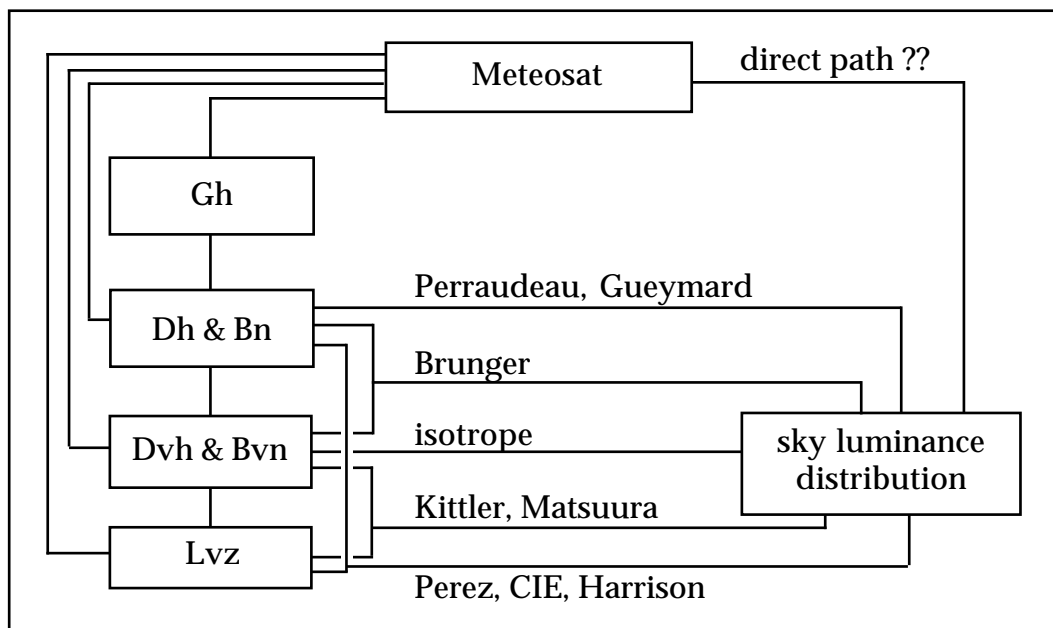 direct path ??
Meteosat
Gh
Perraudeau, Gueymard
Dh & Bn
Brunger
Dvh & Bvn
isotrope
sky luminance
distribution
Kittler, Matsuura
Lvz
Perez, CIE, Harrison